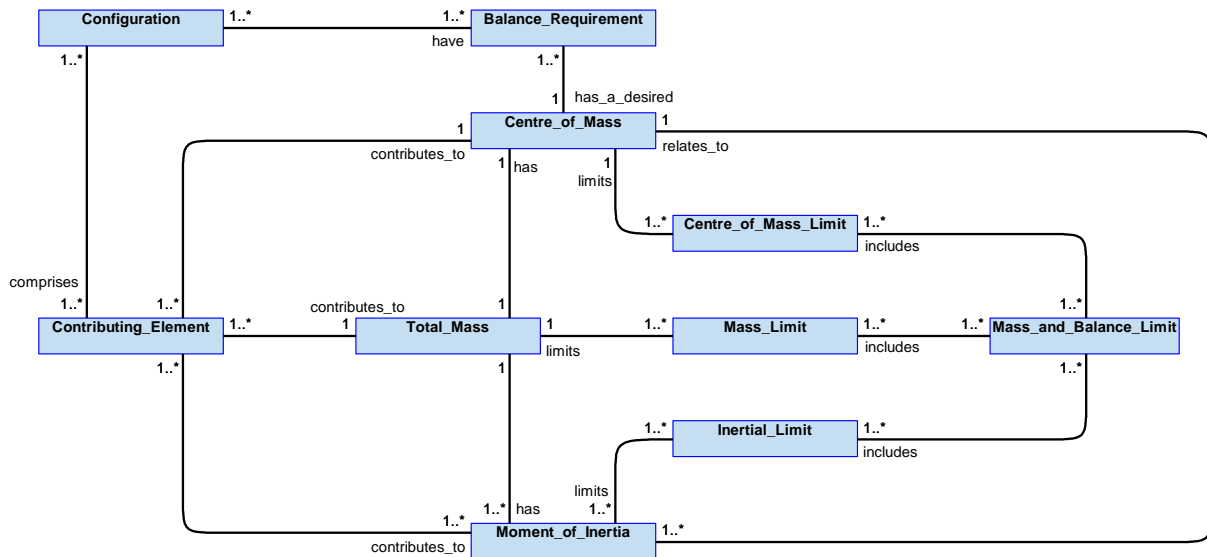 Configuration
1..*
1..*
Balance_Requirement
have
1..*
1..*
1
has_a_desired
1
Centre_of_Mass
1
contributes_to
relates_to
1
has
1
limits
1..*
Centre_of_Mass_Limit
1..*
includes
comprises
contributes_to
1..*
1..*
1
1..*
Contributing_Element
1..*
1
Total_Mass
1
1..*
Mass_Limit
1..*
1..*
Mass_and_Balance_Limit
limits
includes
1..*
1
1..*
1..*
Inertial_Limit
1..*
includes
limits
1..*
has
1..*
1..*
Moment_of_Inertia
1..*
contributes_to